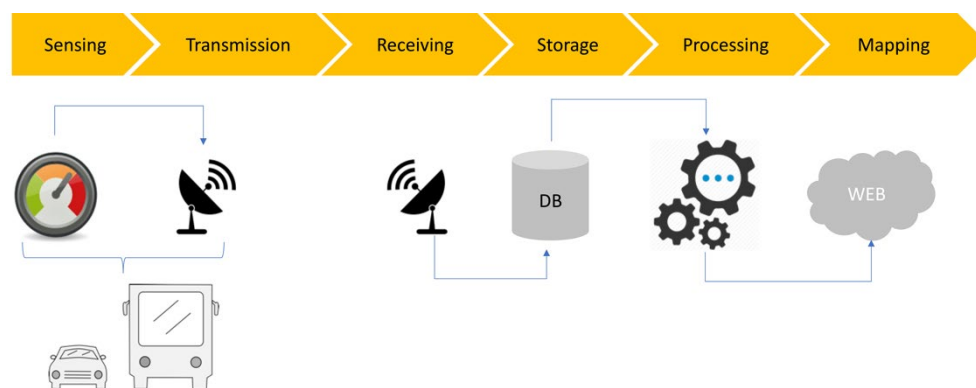 Sensing
Transmission
Receiving
Storage
Processing
Mapping
DB
WEB